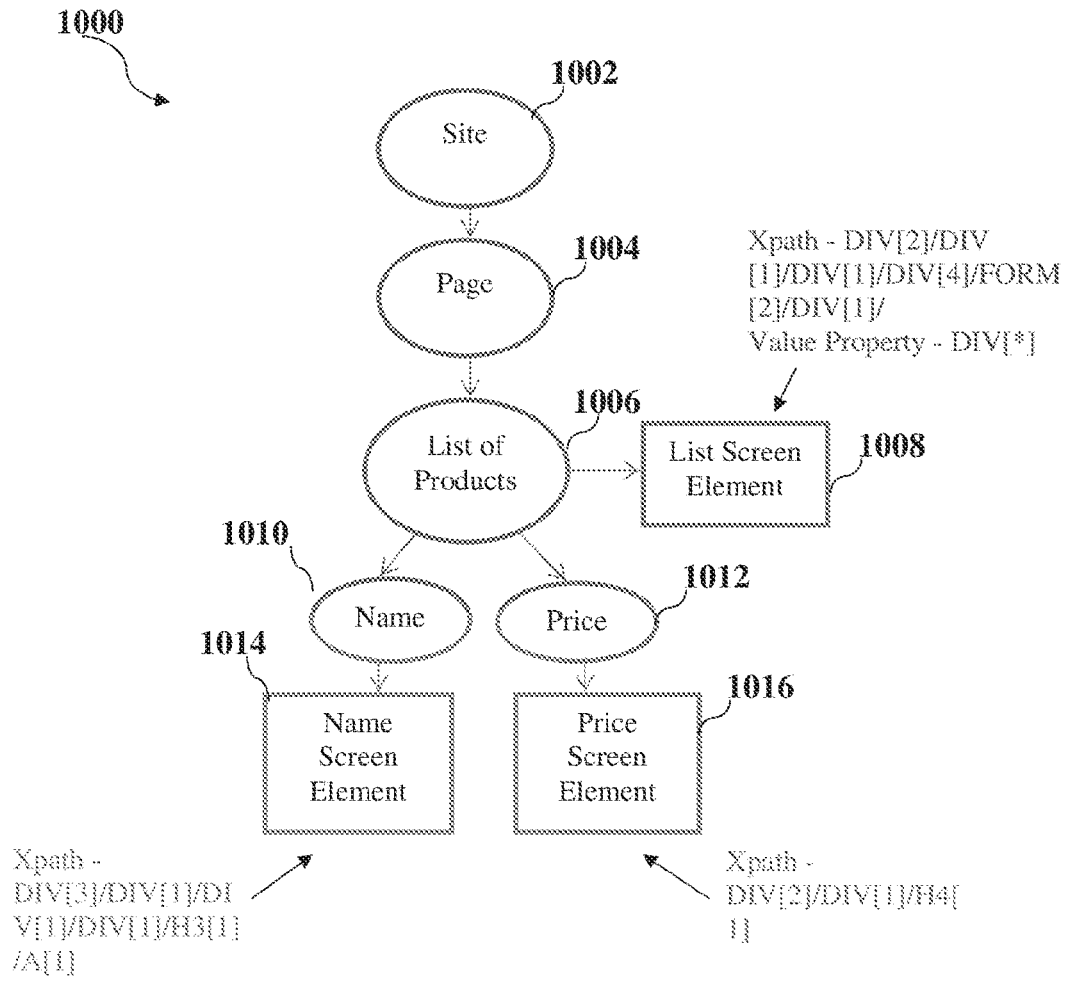 1000
1002
Site
1004
Page
Xpath - DIV[2]/DIV
[1]/DIV[1]/DIV[4]/FORM
[2]/DIV[1]/
Value Property - DIV[*]
1006
List of
Products
1008
List Screen
Element
1010
Name
1012
Price
1014
Name
Screen
Element
1016
Price
Screen
Element
Xpath -
DIV[3]/DIV[1]/DI
V[1]/DIV[1]/H3[1]
/A[1]
Xpath -
DIV[2]/DIV[1]/H4[
1]